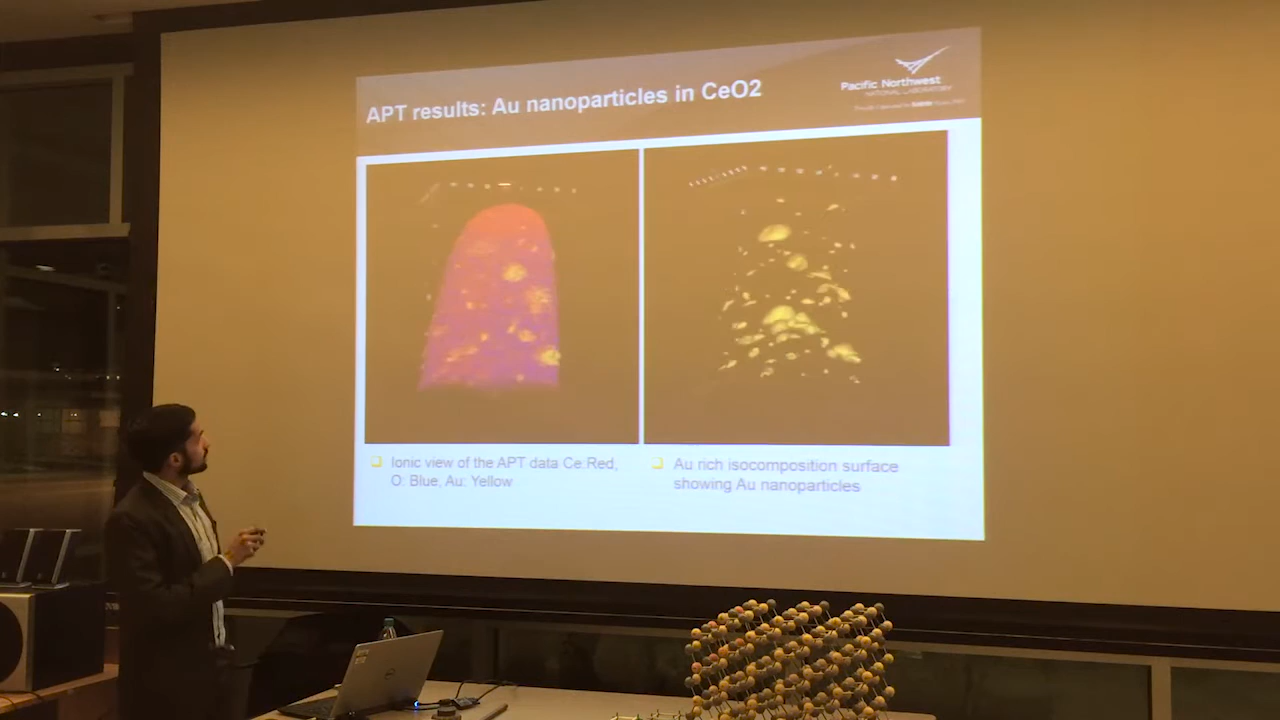 APT results: Au nanoparticles in CeO2
Pacific Northwest
NATIONAL LABORATORY
Ionic view of the APT data Ce:Red,
O: Blue, Au: Yellow
Au rich isocomposition surface
showing Au nanoparticles
DELL